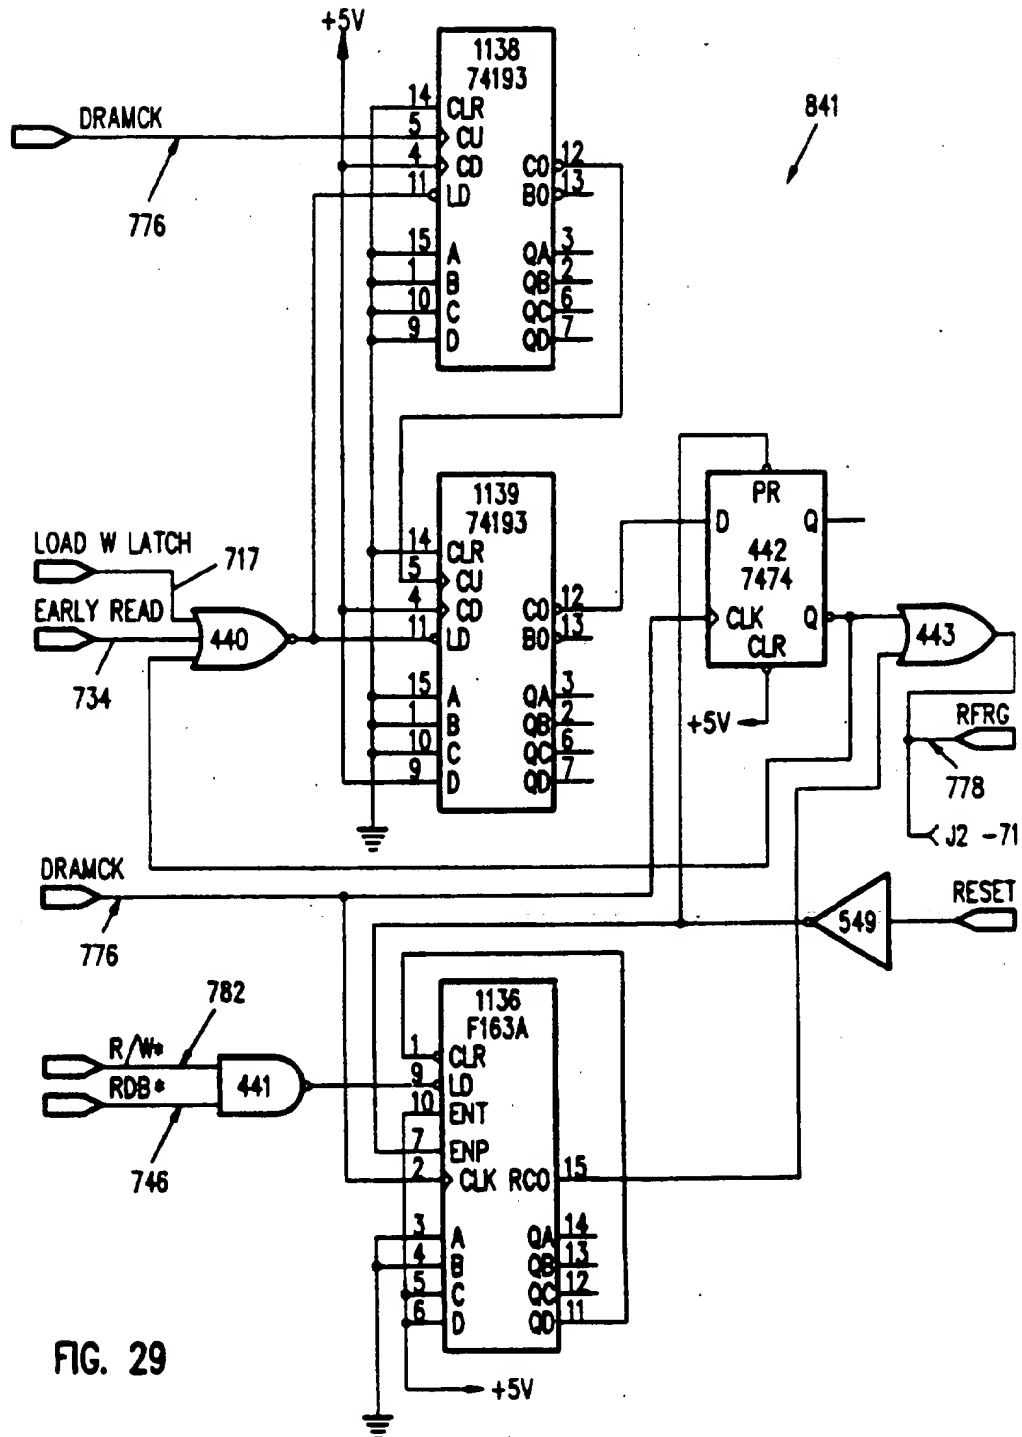 +5V
1138
74193
14 CLR
DRAMCK 5 CU
4 CD CO 12
11 LD BO 13
776
841
15 A QA 3
1 B QB 2
10 C QC 6
9 D QD 7
1139
74193
PR
D Q
442
7474
LOAD W LATCH
717
14 CLR
5 CU
EARLY READ
4 CD CO 12
11 LD BO 13
440
734
CLK Q
CLR
443
15 A QA 3
1 B QB 2
10 C QC 6
9 D QD 7
+5V
RFRG
778
J2 -71
DRAMCK
776
RESET
549
782
1136
F163A
R/W*
RDB*
441
746
1 CLR
9 LD
10 ENT
7 ENP
2 CLK RCO 15
3 A QA 14
4 B QB 13
5 C QC 12
6 D QD 11
+5V
FIG. 29